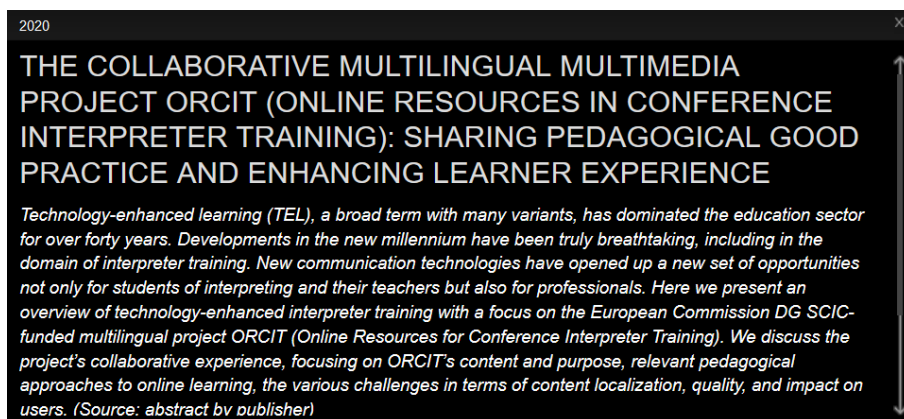 2020
X
THE COLLABORATIVE MULTILINGUAL MULTIMEDIA
PROJECT ORCIT (ONLINE RESOURCES IN CONFERENCE
INTERPRETER TRAINING): SHARING PEDAGOGICAL GOOD
PRACTICE AND ENHANCING LEARNER EXPERIENCE
Technology-enhanced learning (TEL), a broad term with many variants, has dominated the education sector
for over forty years. Developments in the new millennium have been truly breathtaking, including in the
domain of interpreter training. New communication technologies have opened up a new set of opportunities
not only for students of interpreting and their teachers but also for professionals. Here we present an
overview of technology-enhanced interpreter training with a focus on the European Commission DG SCIC-
funded multilingual project ORCIT (Online Resources for Conference Interpreter Training). We discuss the
project's collaborative experience, focusing on ORCIT's content and purpose, relevant pedagogical
approaches to online learning, the various challenges in terms of content localization, quality, and impact on
users. (Source: abstract by publisher)